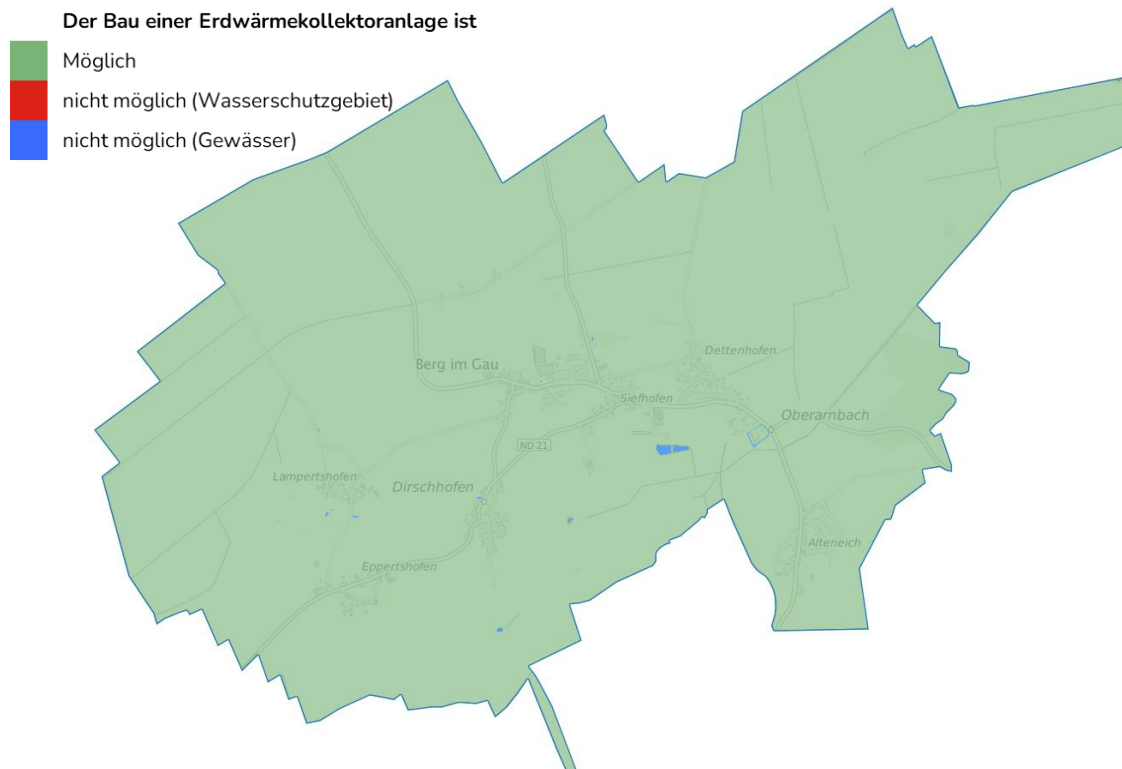 Der Bau einer Erdwärmekollektoranlage ist
Möglich
nicht möglich (Wasserschutzgebiet)
nicht möglich (Gewässer)
Dettenhofen
Berg im Gau
Siefhofen
Oberarnbach
ND 21
Lampertshofen
Dirschhofen
Alteneich
Eppertshofen